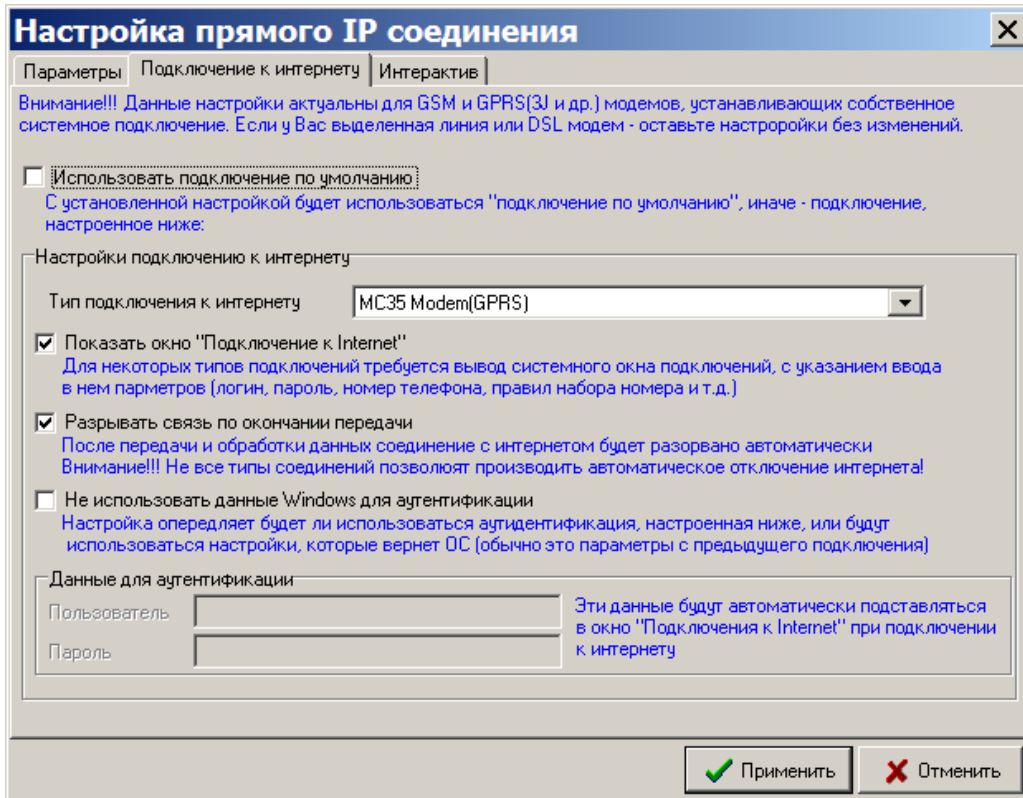 Настройка прямого IP соединения
Параметры Подключение к интернету Интерактив
Внимание!!! Данные настройки актуальны для GSM и GPRS(3J и др.) модемов, устанавливающих собственное
системное подключение. Если у Вас выделенная линия или DSL модем - оставьте настроройки без изменений.
Использовать подключение по умолчанию
С установленной настройкой будет использоваться "подключение по умолчанию", иначе - подключение,
настроенное ниже:
Настройки подключению к интернету
Тип подключения к интернету MC35 Modem(GPRS)
Показать окно "Подключение к Internet"
Для некоторых типов подключений требуется вывод системного окна подключений, с указанием ввода
в нем парметров (логин, пароль, номер телефона, правил набора номера и т.д.)
Разрывать связь по окончании передачи
После передачи и обработки данных соединение с интернетом будет разорвано автоматически
Внимание!!! Не все типы соединений позволюят производить автоматическое отключение интернета!
Не использовать данные Windows для аутентификации
Настройка опередляет будет ли использоваться аутидентификация, настроенная ниже, или будут
использоваться настройки, которые вернет ОС (обычно это параметры с предыдущего подключения)
Данные для аутентификации
Пользователь
Пароль
Эти данные будут автоматически подставляться
в окно "Подключения к Internet" при подключении
к интернету
Применить Отменить